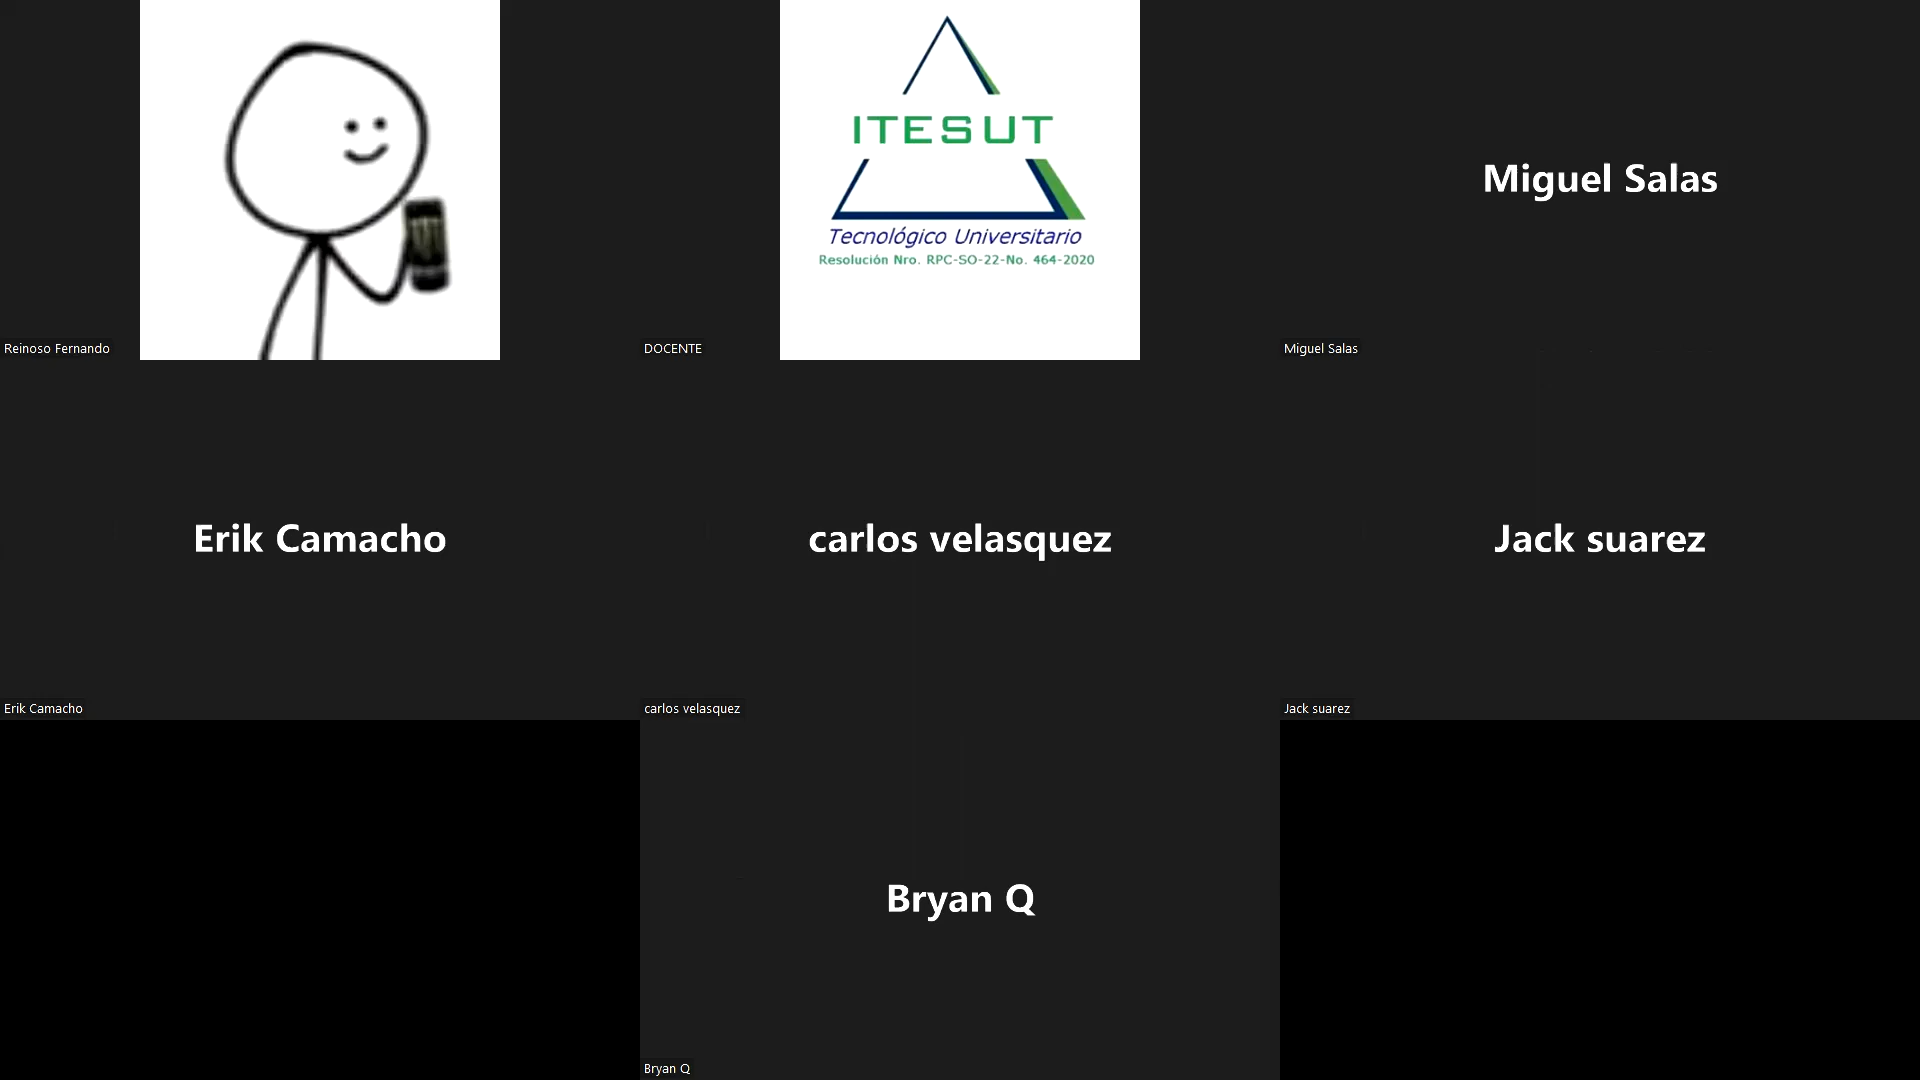 ITESUT
Tecnológico Universitario
Resolución Nro. RPC-SO-22-No. 464-2020
Miguel Salas
Reinoso Fernando
DOCENTE
Miguel Salas
Erik Camacho
carlos velasquez
Jack suarez
Erik Camacho
carlos velasquez
Jack suarez
Bryan Q
Bryan Q